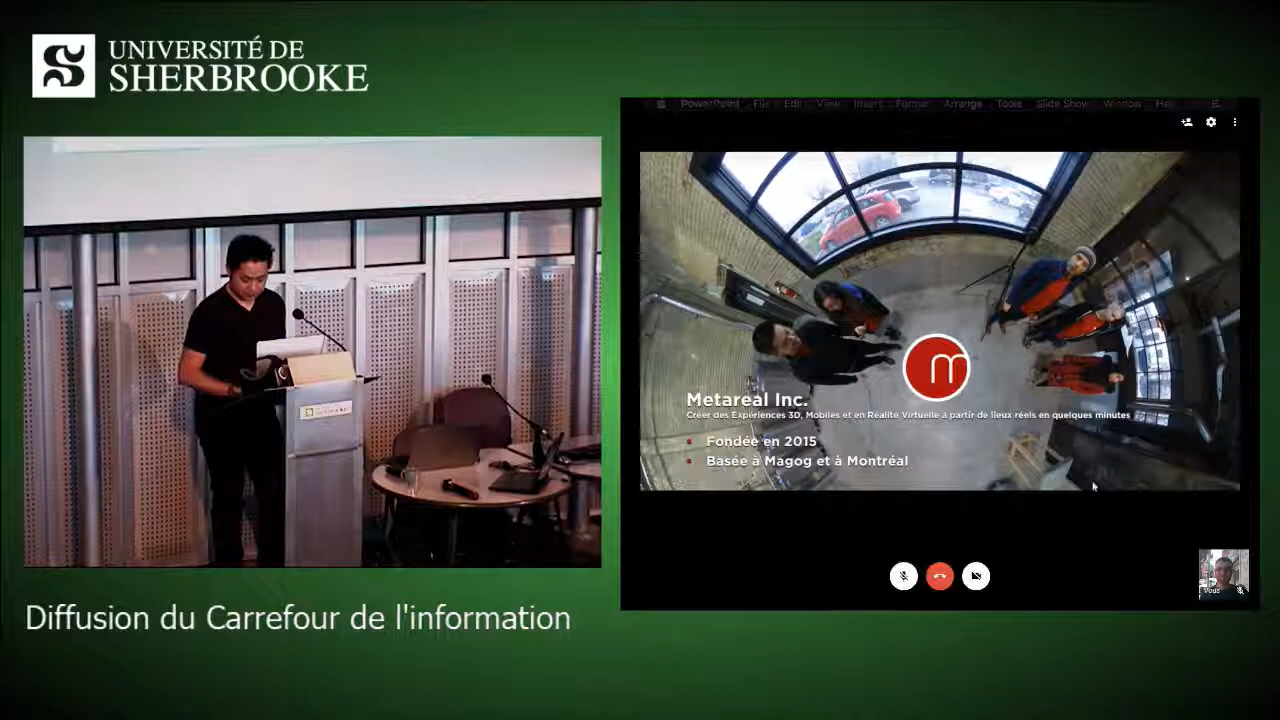 UNIVERSITÉ DE
SHERBROOKE
PowerPoint File Edit View Insert Format Arrange Tools Slide Show Window Hel
Metareal Inc.
Créer des Expériences 3D, Mobiles et en Réalité Virtuelle à partir de lieux réels en quelques minutes
Fondée en 2015
Basée à Magog et à Montréal
Vous
Diffusion du Carrefour de l'information